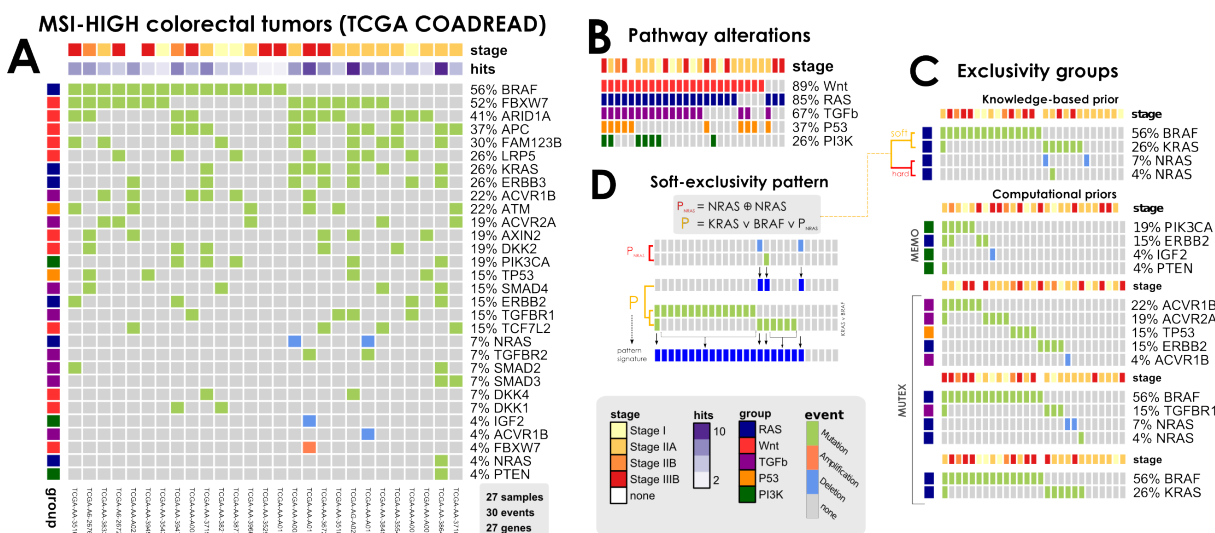 MSI-HIGH colorectal tumors (TCGA COADREAD)
A
stage
hits
56% BRAF
52% FBXW7
41% ARID1A
37% APC
30% FAM123B
26% LRP5
26% KRAS
26% ERBB3
22% ACVR1B
22% ATM
19% ACVR2A
19% AXIN2
19% DKK2
19% PIK3CA
15% TP53
15% SMAD4
15% ERBB2
15% TGFBR1
15% TCF7L2
7% NRAS
7% TGFBR2
7% SMAD2
7% SMAD3
7% DKK4
7% DKK1
4% IGF2
4% ACVR1B
4% FBXW7
4% NRAS
4% PTEN
group
27 samples
30 events
27 genes
B
Pathway alterations
stage
89% Wnt
85% RAS
67% TGFb
37% P53
26% PI3K
D
Soft-exclusivity pattern
P NRAS = NRAS ⊕ NRAS
P = KRAS ∨ BRAF ∨ P NRAS
P NRAS
P
KRAS ∨ BRAF
pattern
signature
stage
Stage I
Stage IIA
Stage IIB
Stage IIIB
none
hits
10
2
group
RAS
Wnt
TGFb
P53
PI3K
event
Mutation
Amplification
Deletion
none
C
Exclusivity groups
Knowledge-based prior
stage
soft
hard
56% BRAF
26% KRAS
7% NRAS
4% NRAS
Computational priors
stage
MEMO
19% PIK3CA
15% ERBB2
4% IGF2
4% PTEN
stage
MUTEX
22% ACVR1B
19% ACVR2A
15% TP53
15% ERBB2
4% ACVR1B
stage
56% BRAF
15% TGFBR1
7% NRAS
4% NRAS
stage
56% BRAF
26% KRAS